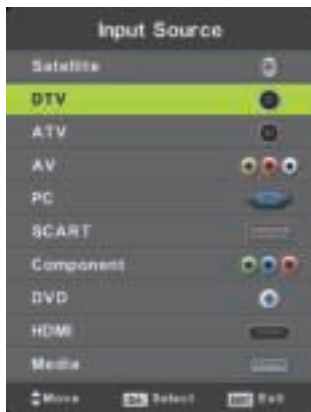 Input Source
Satellite
DTV
ATV
AV
PC
SCART
Component
DVD
HDMI
Media
Move Select Exit